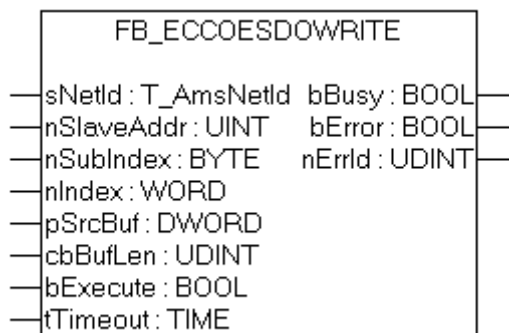 FB_ECCOESDOWRITE
sNetId : T_AmsNetId bBusy : BOOL
nSlaveAddr : UINT bError : BOOL
nSubIndex : BYTE nErrId : UDINT
nIndex : WORD
pSrcBuf : DWORD
cbBufLen : UDINT
bExecute : BOOL
tTimeout : TIME